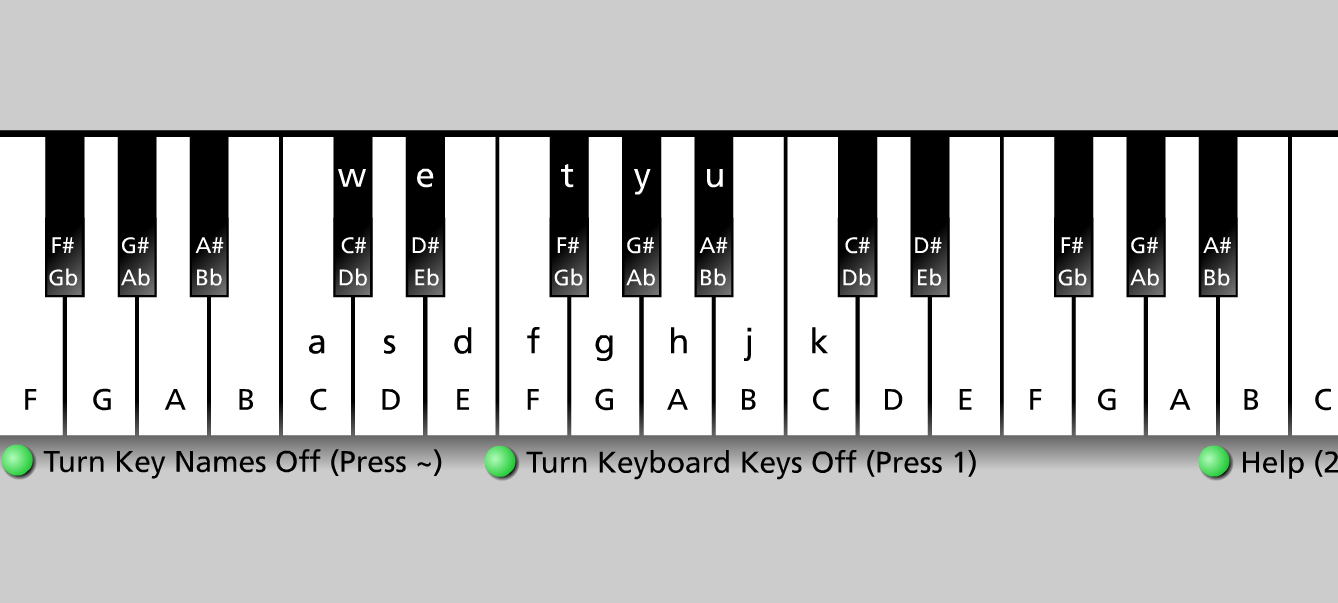 w e t y u
F# G# A# C# D# F# G# A# C# D# F# G# A#
Gb Ab Bb Db Eb Gb Ab Bb Db Eb Gb Ab Bb
a s d f g h j k
F G A B C D E F G A B C D E F G A B C
Turn Key Names Off (Press ~) Turn Keyboard Keys Off (Press 1) Help (2